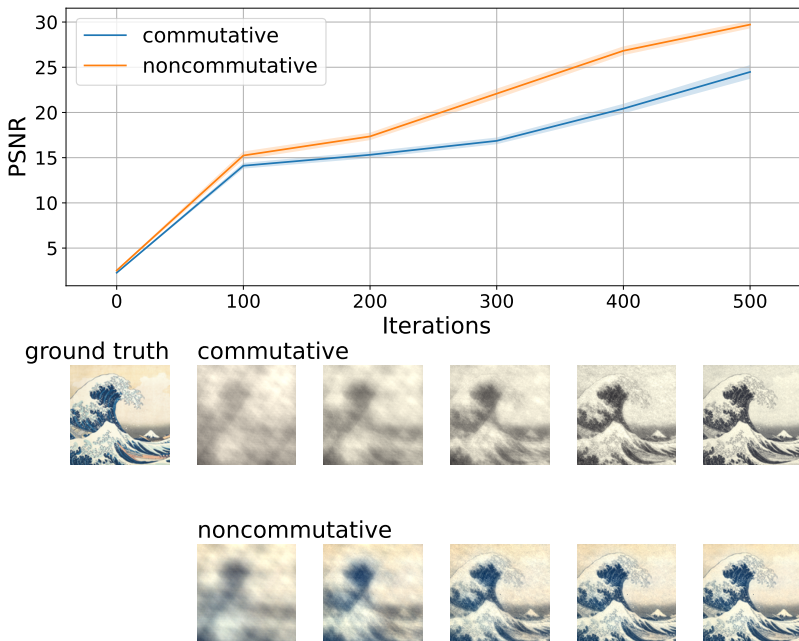 30
25
20
15
10
5
PSNR
commutative
noncommutative
0 100 200 300 400 500
Iterations
ground truth commutative
noncommutative